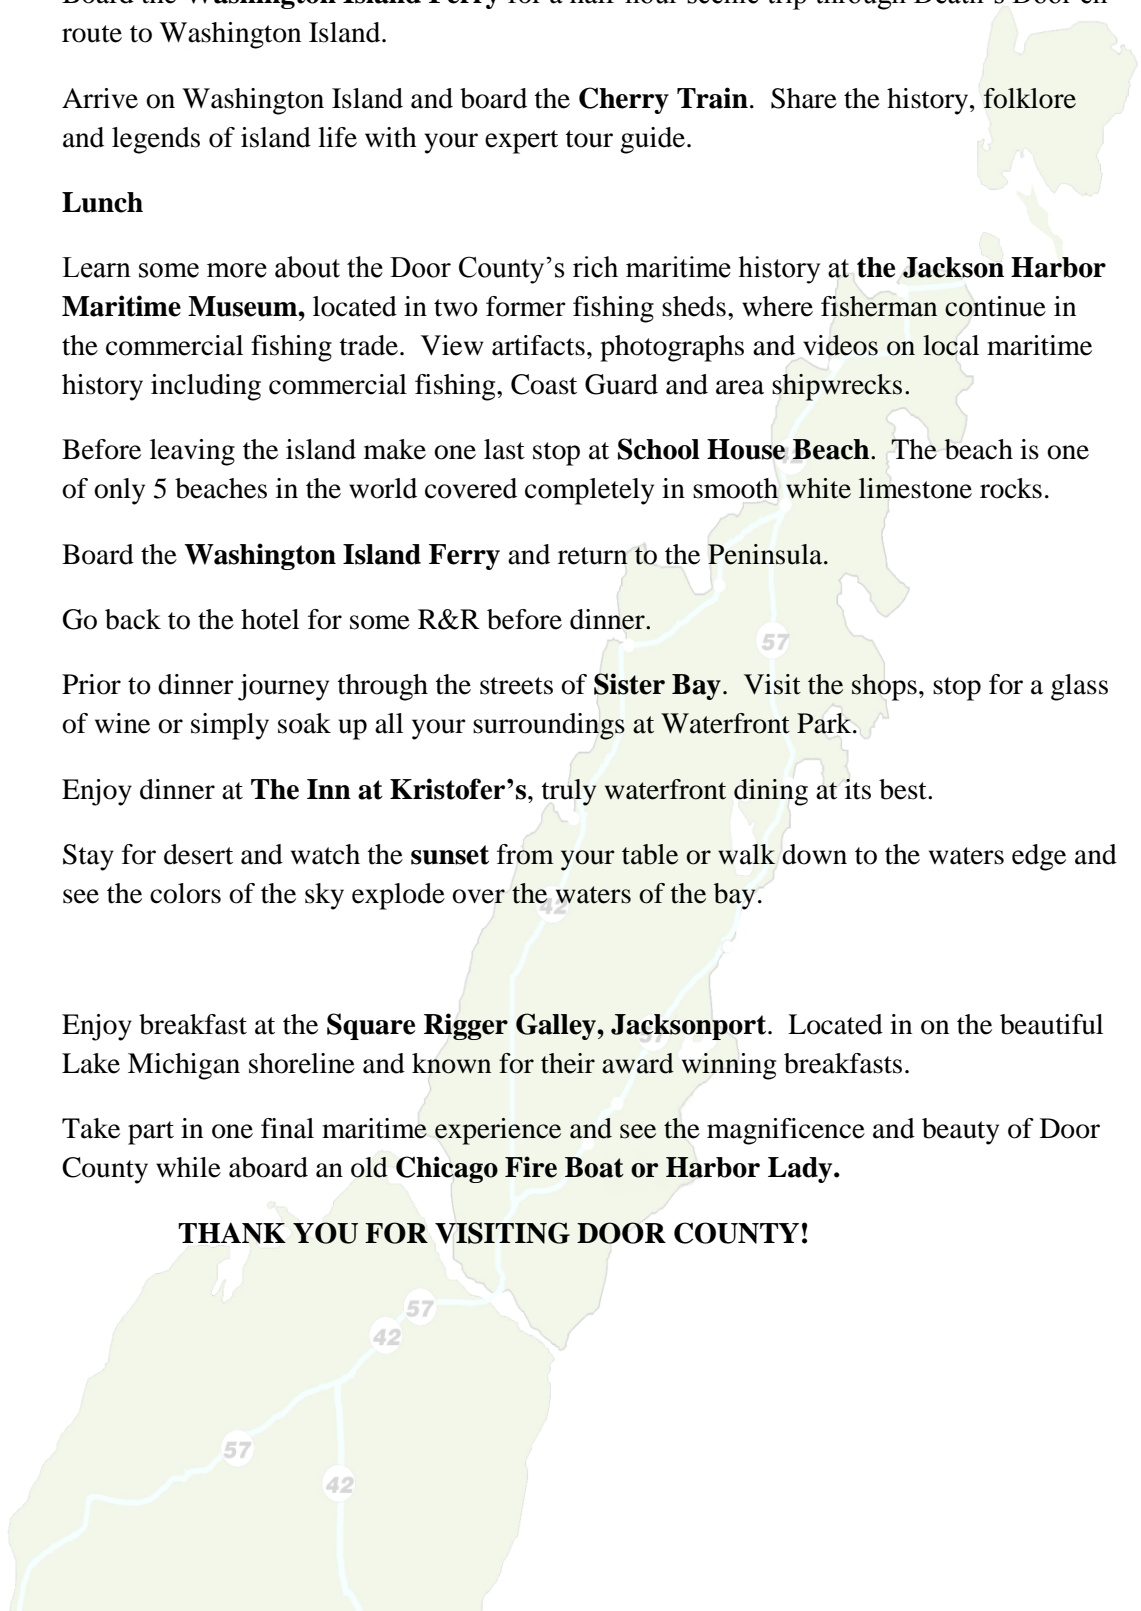 Board the Washington Island Ferry for a half-hour scenic trip through Death's Door en
route to Washington Island.
Arrive on Washington Island and board the Cherry Train. Share the history, folklore
and legends of island life with your expert tour guide.
Lunch
Learn some more about the Door County's rich maritime history at the Jackson Harbor
Maritime Museum, located in two former fishing sheds, where fisherman continue in
the commercial fishing trade. View artifacts, photographs and videos on local maritime
history including commercial fishing, Coast Guard and area shipwrecks.
Before leaving the island make one last stop at School House Beach. The beach is one
42
of only 5 beaches in the world covered completely in smooth white limestone rocks.
Board the Washington Island Ferry and return to the Peninsula.
Go back to the hotel for some R&R before dinner.
57
Prior to dinner journey through the streets of Sister Bay. Visit the shops, stop for a glass
of wine or simply soak up all your surroundings at Waterfront Park.
Enjoy dinner at The Inn at Kristofer's, truly waterfront dining at its best.
Stay for desert and watch the sunset from your table or walk down to the waters edge and
see the colors of the sky explode over the waters of the bay.
42
Enjoy breakfast at the Square Rigger Galley, Jacksonport. Located in on the beautiful
57
Lake Michigan shoreline and known for their award winning breakfasts.
Take part in one final maritime experience and see the magnificence and beauty of Door
County while aboard an old Chicago Fire Boat or Harbor Lady.
THANK YOU FOR VISITING DOOR COUNTY!
57
42
57
42